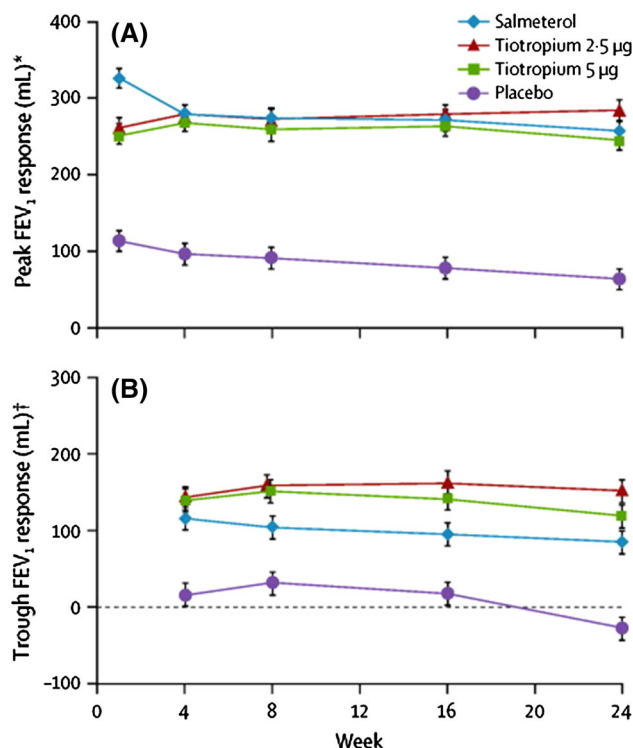 (A)
Salmeterol
Tiotropium 2·5 µg
Tiotropium 5 µg
Placebo
Peak FEV₁ response (mL)*
400
300
200
100
0
(B)
Trough FEV₁ response (mL)†
300
200
100
0
–100
0 4 8 12 16 20 24
Week